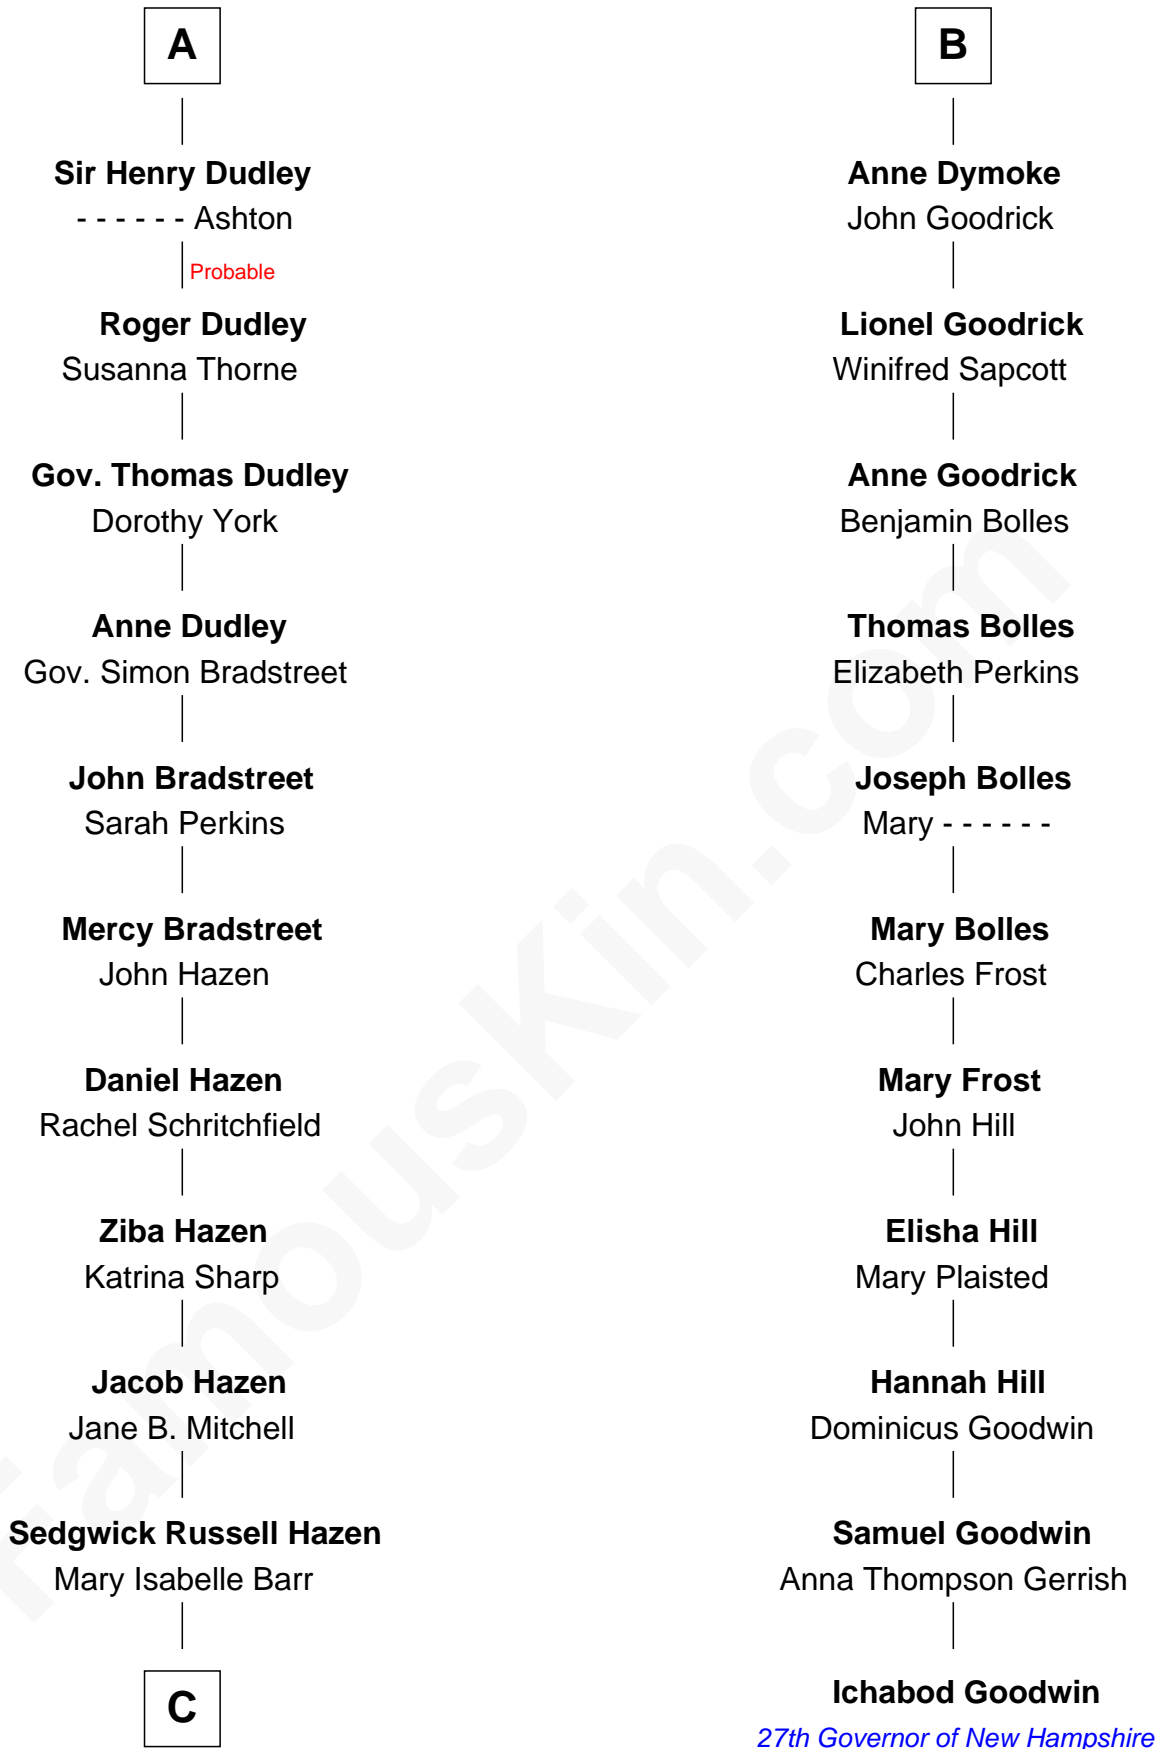 A
Sir Henry Dudley
- - - - - - Ashton
Probable
Roger Dudley
Susanna Thorne
Gov. Thomas Dudley
Dorothy York
Anne Dudley
Gov. Simon Bradstreet
John Bradstreet
Sarah Perkins
Mercy Bradstreet
John Hazen
Daniel Hazen
Rachel Schritchfield
Ziba Hazen
Katrina Sharp
Jacob Hazen
Jane B. Mitchell
Sedgwick Russell Hazen
Mary Isabelle Barr
C
B
Anne Dymoke
John Goodrick
Lionel Goodrick
Winifred Sapcott
Anne Goodrick
Benjamin Bolles
Thomas Bolles
Elizabeth Perkins
Joseph Bolles
Mary - - - - - -
Mary Bolles
Charles Frost
Mary Frost
John Hill
Elisha Hill
Mary Plaisted
Hannah Hill
Dominicus Goodwin
Samuel Goodwin
Anna Thompson Gerrish
Ichabod Goodwin
27th Governor of New Hampshire
FamousKin.com